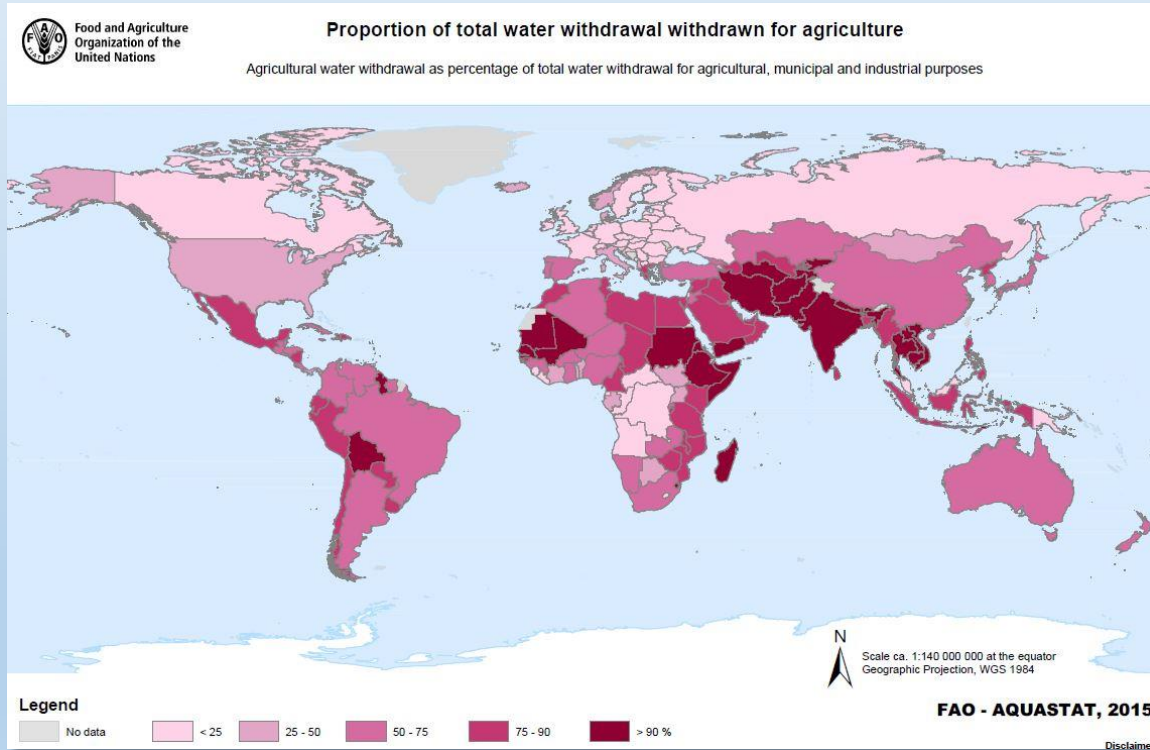 Food and Agriculture
Organization of the
United Nations
F A O
FIAT PANIS
Proportion of total water withdrawal withdrawn for agriculture
Agricultural water withdrawal as percentage of total water withdrawal for agricultural, municipal and industrial purposes
N
Scale ca. 1:140 000 000 at the equator
Geographic Projection, WGS 1984
Legend
No data
< 25
25 - 50
50 - 75
75 - 90
> 90 %
FAO - AQUASTAT, 2015
Disclaime